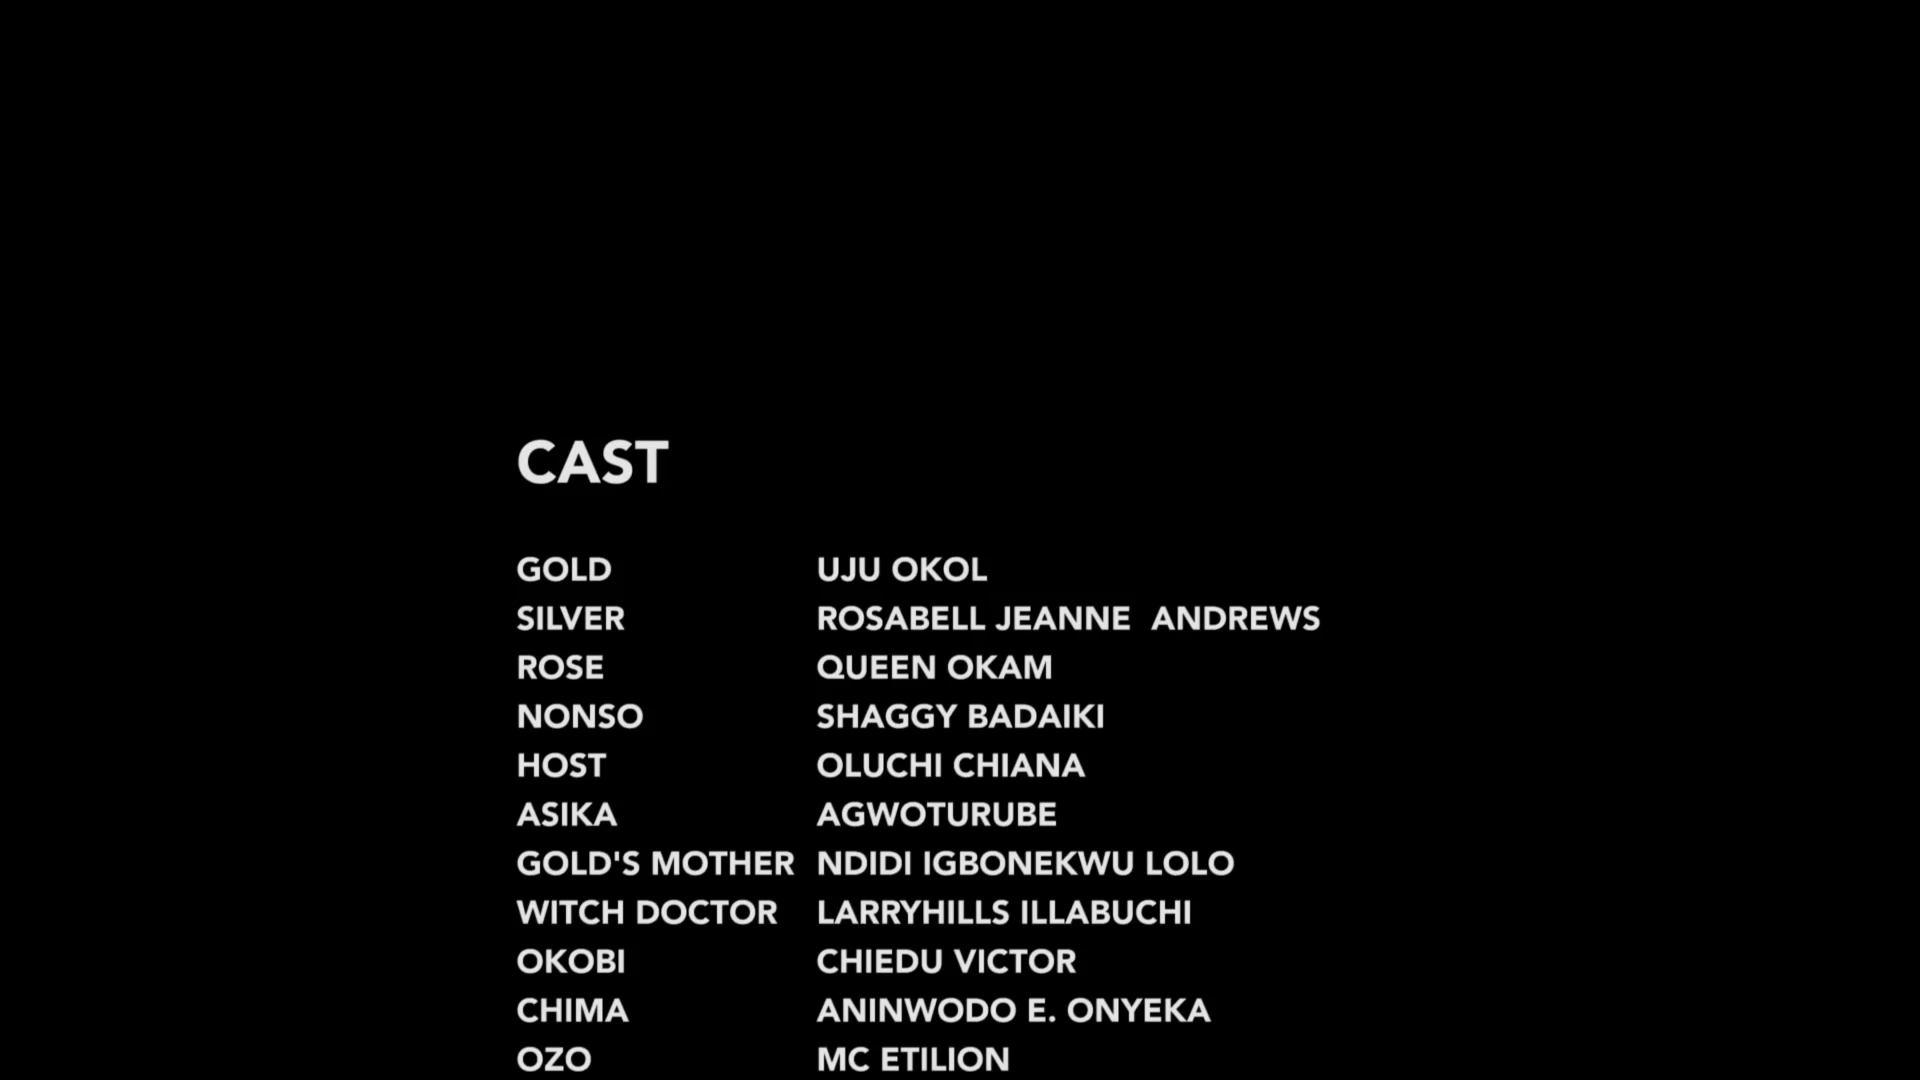 CAST
GOLD UJU OKOL
SILVER ROSABELL JEANNE  ANDREWS
ROSE QUEEN OKAM
NONSO SHAGGY BADAIKI
HOST OLUCHI CHIANA
ASIKA AGWOTURUBE
GOLD'S MOTHER NDIDI IGBONEKWU LOLO
WITCH DOCTOR LARRYHILLS ILLABUCHI
OKOBI CHIEDU VICTOR
CHIMA ANINWODO E. ONYEKA
OZO MC ETILION